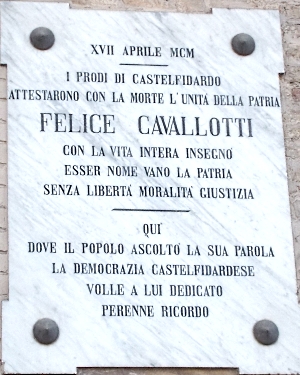 XVII APRILE MCM
I PRODI DI CASTELFIDARDO
ATTESTARONO CON LA MORTE L'UNITÀ DELLA PATRIA
FELICE CAVALLOTTI
CON LA VITA INTERA INSEGNÒ
ESSER NOME VANO LA PATRIA
SENZA LIBERTÀ MORALITÀ GIUSTIZIA
QUÌ
DOVE IL POPOLO ASCOLTÒ LA SUA PAROLA
LA DEMOCRAZIA CASTELFIDARDESE
VOLLE A LUI DEDICATO
PERENNE RICORDO